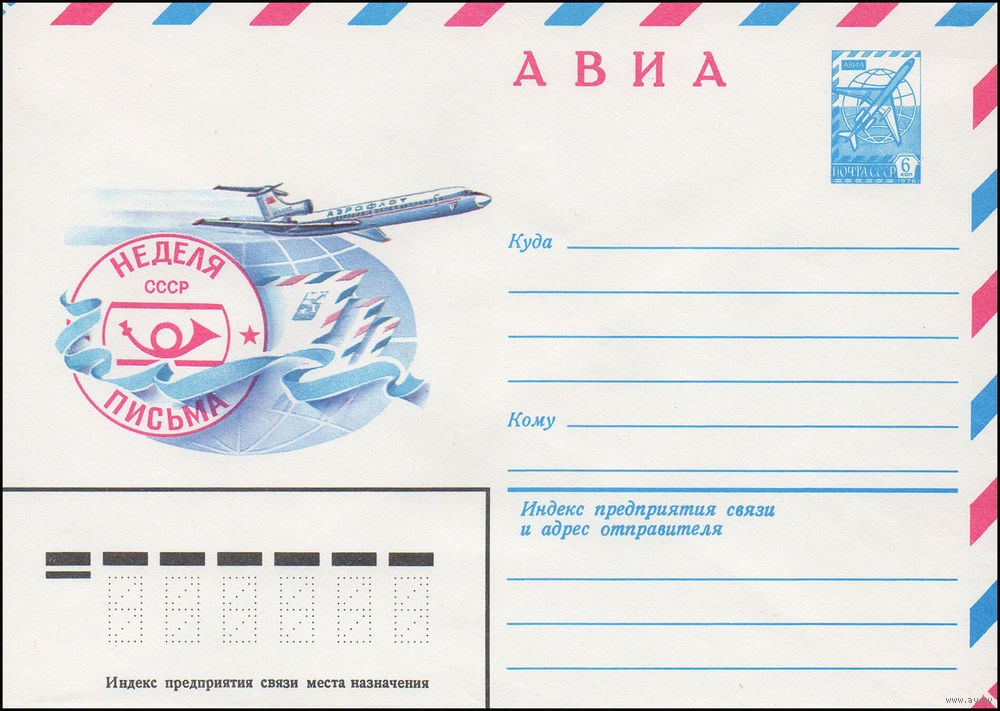 АВИА
АВИА
6
КОП
ПОЧТА СССР
1976
АЭРОФЛОТ
НЕДЕЛЯ
СССР
ПИСЬМА
Куда
Кому
Индекс предприятия связи
и адрес отправителя
Индекс предприятия связи места назначения